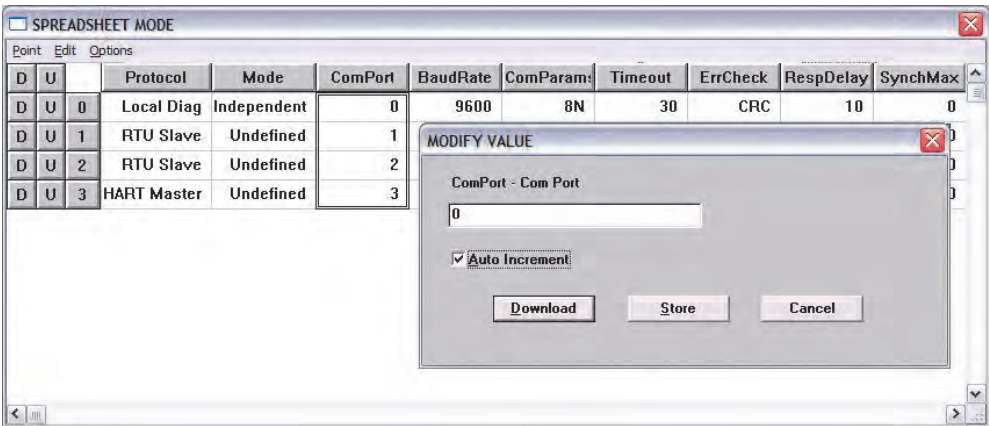 SPREADSHEET MODE
Point Edit Options
D U Protocol Mode ComPort BaudRate ComParams Timeout ErrCheck RespDelay SynchMax
D U 0 Local Diag Independent 0 9600 8N 30 CRC 10 0
D U 1 RTU Slave Undefined 1
D U 2 RTU Slave Undefined 2
D U 3 HART Master Undefined 3
MODIFY VALUE
ComPort - Com Port
0
Auto Increment
Download Store Cancel